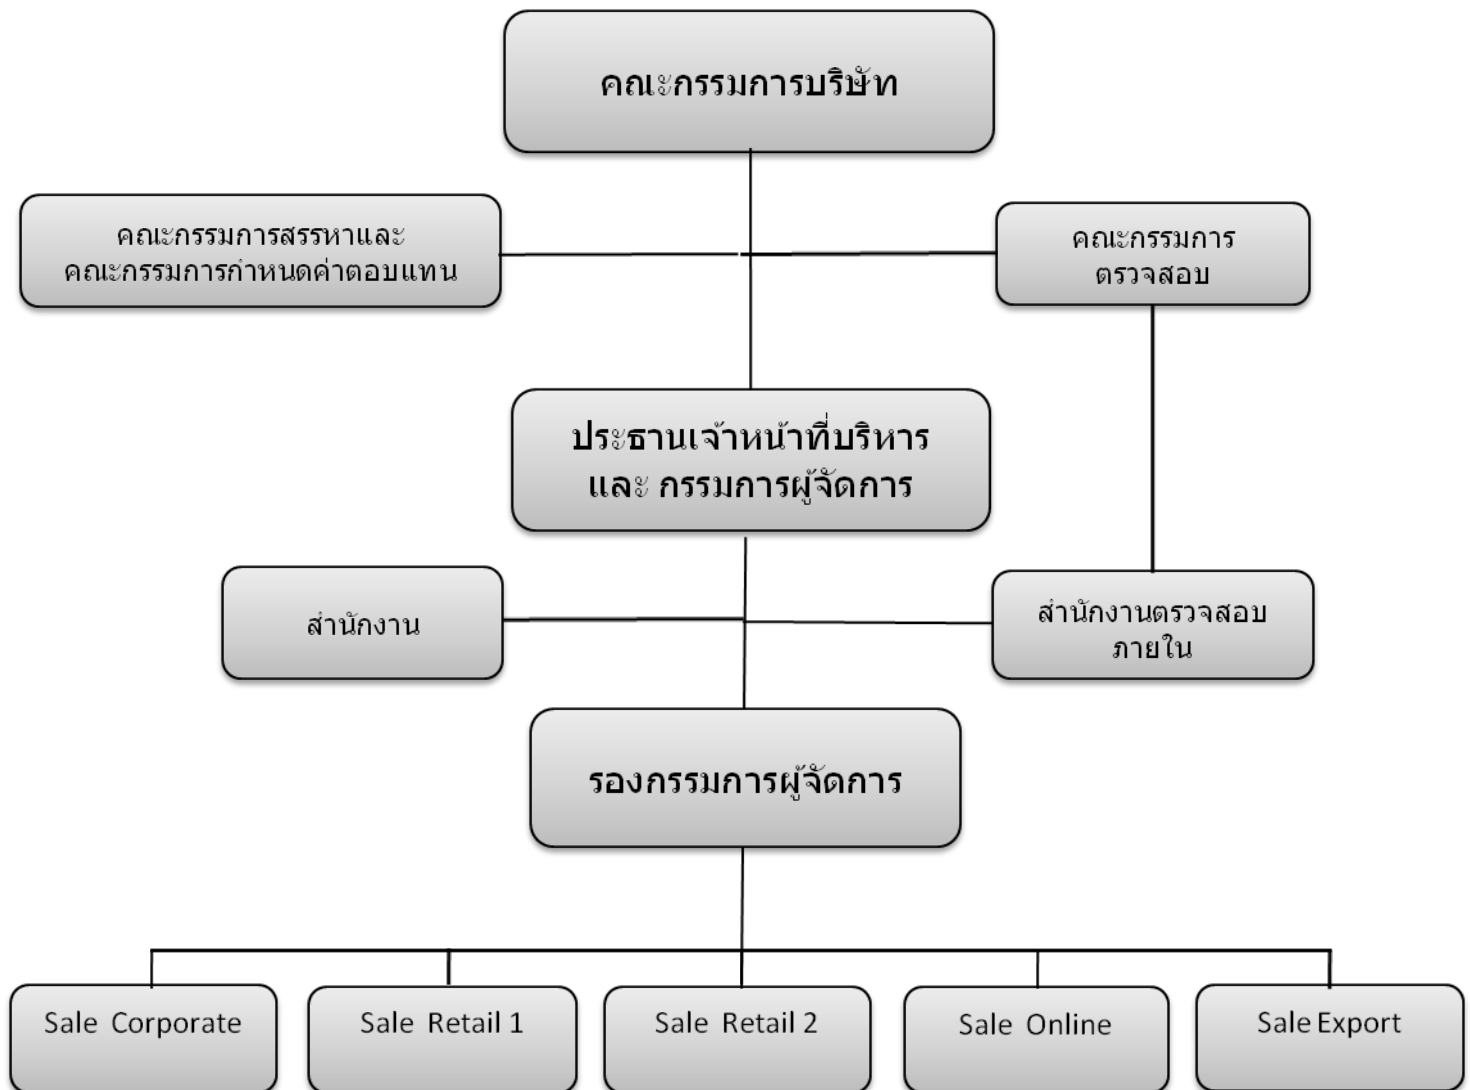 คณะกรรมการบริษัท
คณะกรรมการสรรหาและ
คณะกรรมการกำหนดค่าตอบแทน
คณะกรรมการ
ตรวจสอบ
ประธานเจ้าหน้าที่บริหาร
และ กรรมการผู้จัดการ
สำนักงาน
สำนักงานตรวจสอบ
ภายใน
รองกรรมการผู้จัดการ
Sale Corporate
Sale Retail 1
Sale Retail 2
Sale Online
Sale Export